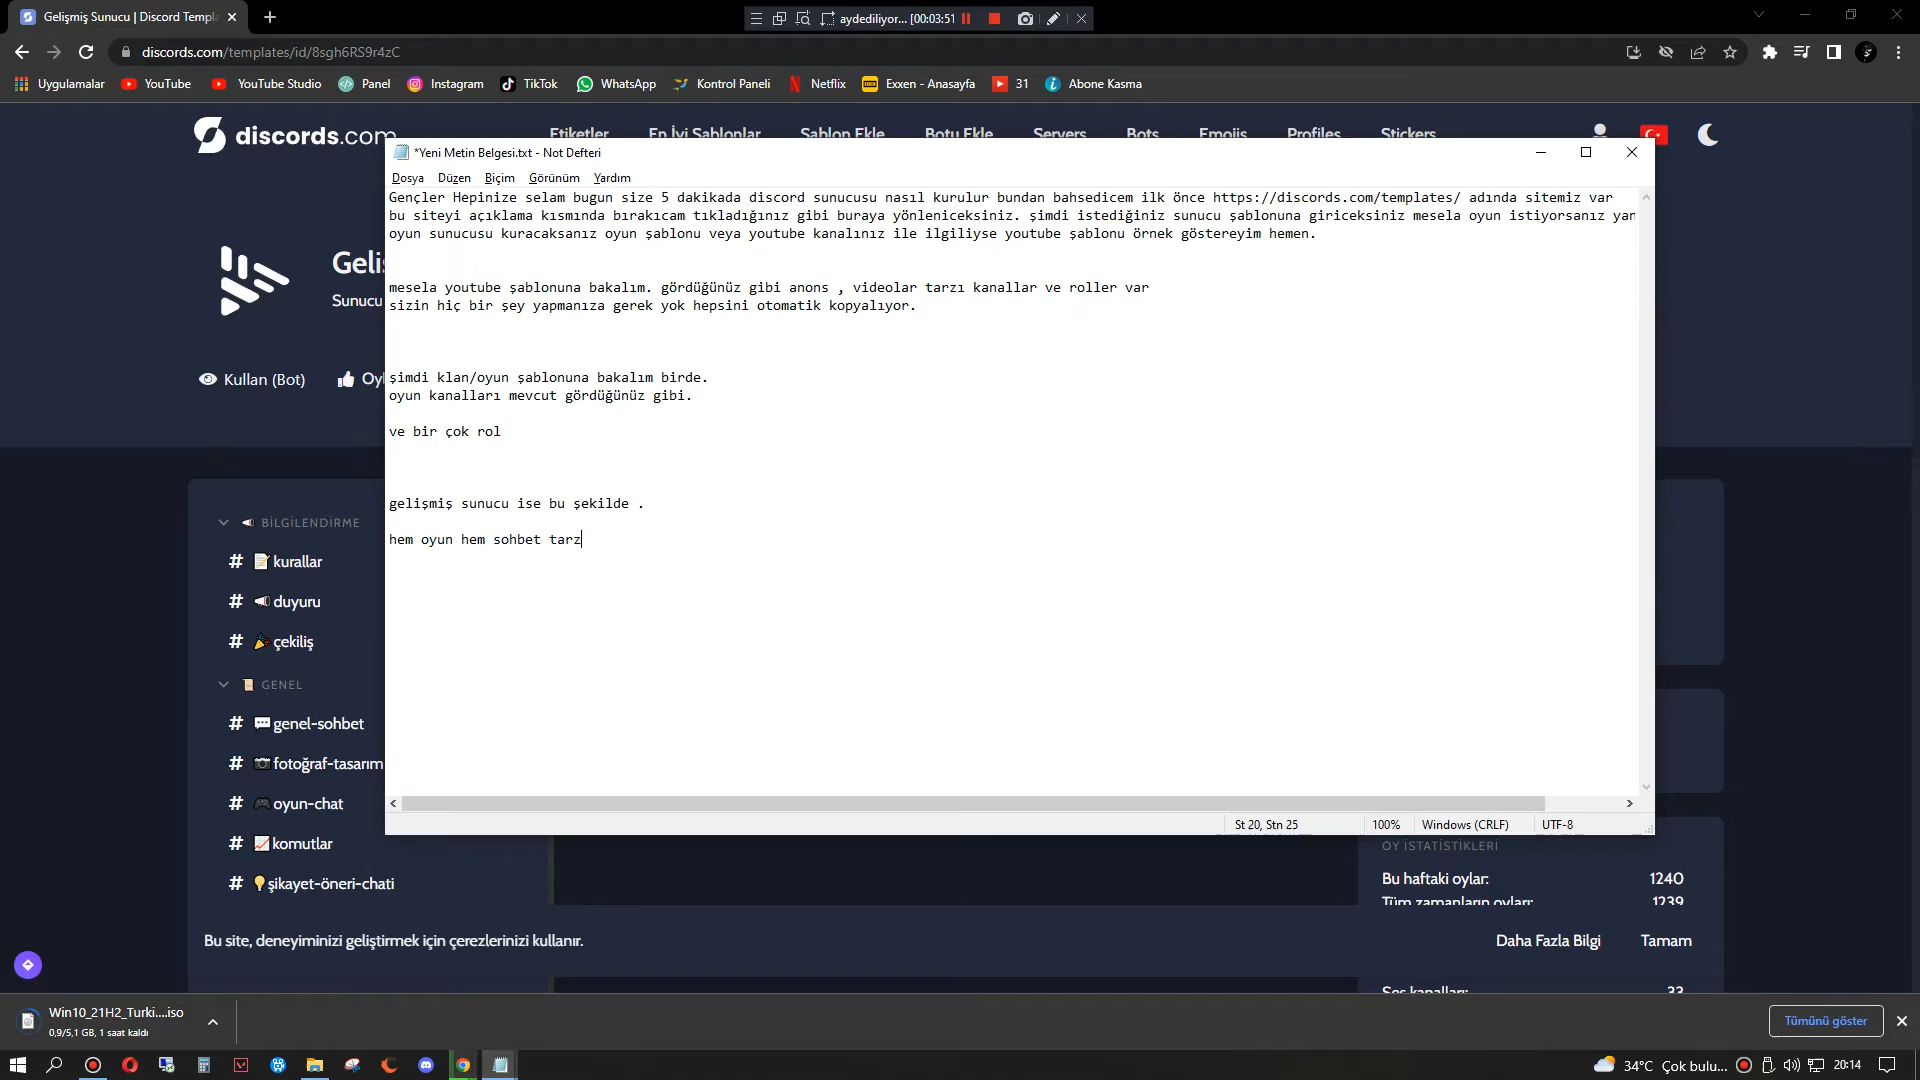 Gelişmiş Sunucu | Discord Templa
aydediliyor... [00:03:51]
discords.com/templates/id/8sgh6RS9r4zC
Uygulamalar YouTube YouTube Studio Panel Instagram TikTok WhatsApp Kontrol Paneli Netflix Exxen - Anasayfa 31 Abone Kasma
discords.com Etiketler En İyi Şablonlar Şablon Ekle Botu Ekle Servers Bots Emojis Profiles Stickers
*Yeni Metin Belgesi.txt - Not Defteri
Dosya Düzen Biçim Görünüm Yardım
Gençler Hepinize selam bugun size 5 dakikada discord sunucusu nasıl kurulur bundan bahsedicem ilk önce https://discords.com/templates/ adında sitemiz var
bu siteyi açıklama kısmında bırakıcam tıkladığınız gibi buraya yönleniceksiniz. şimdi istediğiniz sunucu şablonuna giriceksiniz mesela oyun istiyorsanız yan
oyun sunucusu kuracaksanız oyun şablonu veya youtube kanalınız ile ilgiliyse youtube şablonu örnek göstereyim hemen.
mesela youtube şablonuna bakalım. gördüğünüz gibi anons , videolar tarzı kanallar ve roller var
sizin hiç bir şey yapmanıza gerek yok hepsini otomatik kopyalıyor.
şimdi klan/oyun şablonuna bakalım birde.
oyun kanalları mevcut gördüğünüz gibi.
ve bir çok rol
gelişmiş sunucu ise bu şekilde .
hem oyun hem sohbet tarz
St 20, Stn 25 100% Windows (CRLF) UTF-8
Geliş
Sunucu
Kullan (Bot) Oyl
BİLGİLENDİRME
# kurallar
# duyuru
# çekiliş
GENEL
# genel-sohbet
# fotoğraf-tasarım
# oyun-chat
# komutlar
# şikayet-öneri-chati
OY İSTATİSTİKLERİ
Bu haftaki oylar: 1240
Tüm zamanların oyları: 1239
Bu site, deneyiminizi geliştirmek için çerezlerinizi kullanır. Daha Fazla Bilgi Tamam
Ses kanalları: 33
Win10_21H2_Turki....iso
0,9/5,1 GB, 1 saat kaldı
Tümünü göster
34°C Çok bulu... 20:14